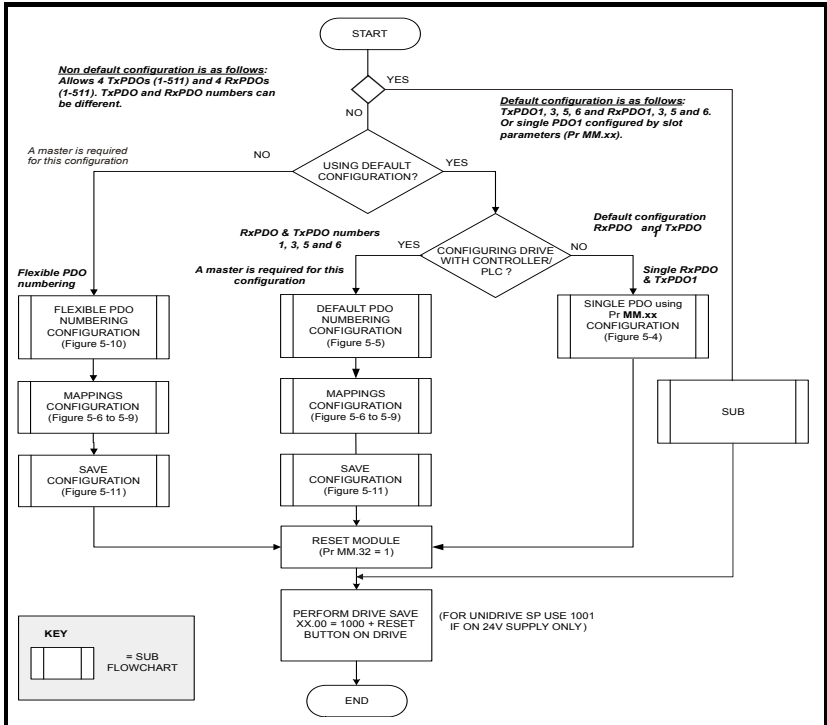 START
Non default configuration is as follows:
Allows 4 TxPDOs (1-511) and 4 RxPDOs
(1-511). TxPDO and RxPDO numbers can
be different.
YES
NO
Default configuration is as follows:
TxPDO1, 3, 5, 6 and RxPDO1, 3, 5 and 6.
Or single PDO1 configured by slot
parameters (Pr MM.xx).
A master is required
for this configuration
NO
USING DEFAULT
CONFIGURATION?
YES
RxPDO & TxPDO numbers
1, 3, 5 and 6
YES
A master is required for this
configuration
CONFIGURING DRIVE
WITH CONTROLLER/
PLC ?
NO
Default configuration
RxPDO and TxPDO
1
Flexible PDO
numbering
Single RxPDO
& TxPDO1
FLEXIBLE PDO
NUMBERING
CONFIGURATION
(Figure 5-10)
DEFAULT PDO
NUMBERING
CONFIGURATION
(Figure 5-5)
SINGLE PDO using
Pr MM.xx
CONFIGURATION
(Figure 5-4)
MAPPINGS
CONFIGURATION
(Figure 5-6 to 5-9)
MAPPINGS
CONFIGURATION
(Figure 5-6 to 5-9)
SUB
SAVE
CONFIGURATION
(Figure 5-11)
SAVE
CONFIGURATION
(Figure 5-11)
RESET MODULE
(Pr MM.32 = 1)
PERFORM DRIVE SAVE
XX.00 = 1000 + RESET
BUTTON ON DRIVE
(FOR UNIDRIVE SP USE 1001
IF ON 24V SUPPLY ONLY)
KEY
= SUB
FLOWCHART
END